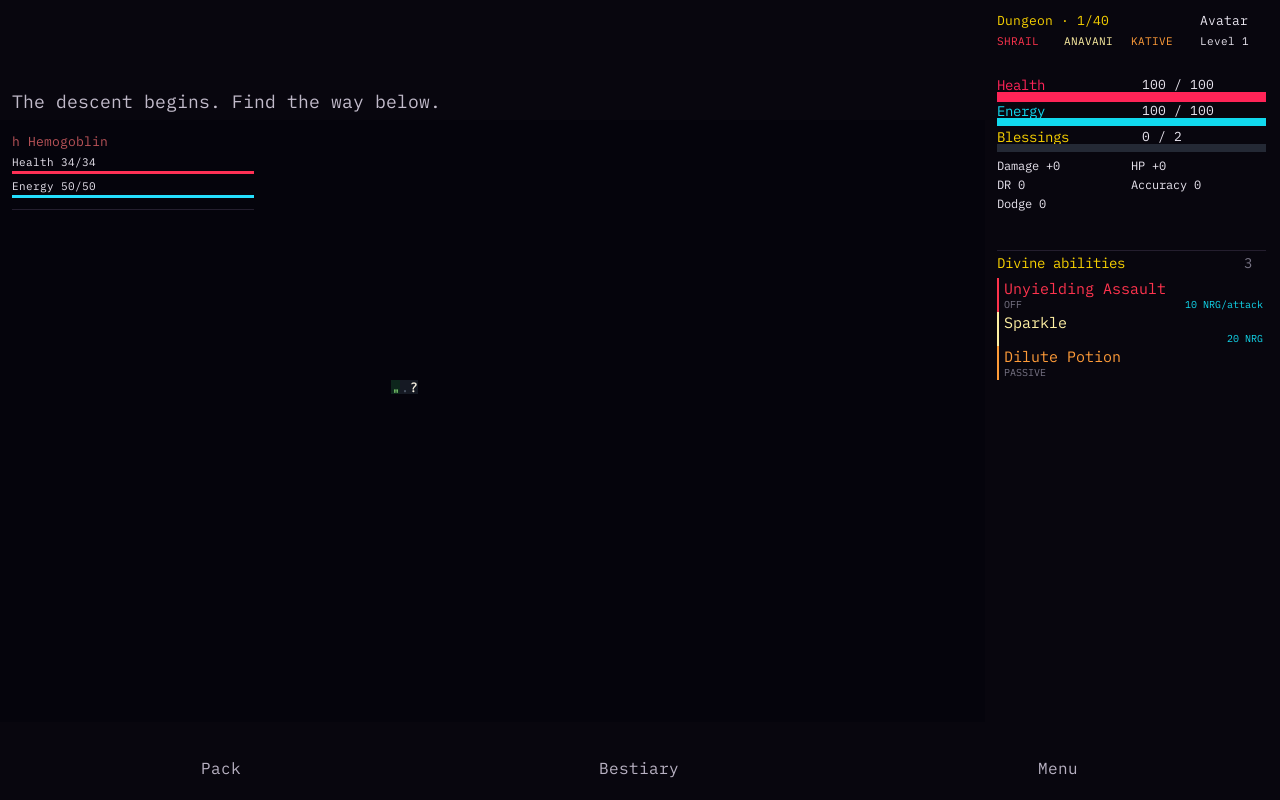 Dungeon · 1/40 Avatar
SHRAIL ANAVANI KATIVE Level 1
Health 100 / 100
Energy 100 / 100
Blessings 0 / 2
Damage +0 HP +0
DR 0 Accuracy 0
Dodge 0
Divine abilities 3
Unyielding Assault
OFF 10 NRG/attack
Sparkle
20 NRG
Dilute Potion
PASSIVE
The descent begins. Find the way below.
h Hemogoblin
Health 34/34
Energy 50/50
" . ?
Pack Bestiary Menu